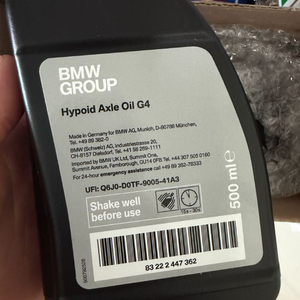 BMW
GROUP
Hypoid Axle Oil G4
Made in Germany for BMW AG, Munich, D-80788 München,
Tel. +49 89 382-0
BMW (Schweiz) AG, Industriestrasse 20,
CH-8157 Dielsdorf, Tel. +41 58 269-1111
Imported by BMW UK Ltd, Summit One,
Summit Avenue, Farnborough, GU14 0FB Tel. +44 307 505 0160
For 24-hour emergency assistance call +49 89 382-78333
UFI: Q6J0-D0TF-9005-41A3
Shake well
before use
15s - 30s
500 ml ℮
83 22 2 447 362